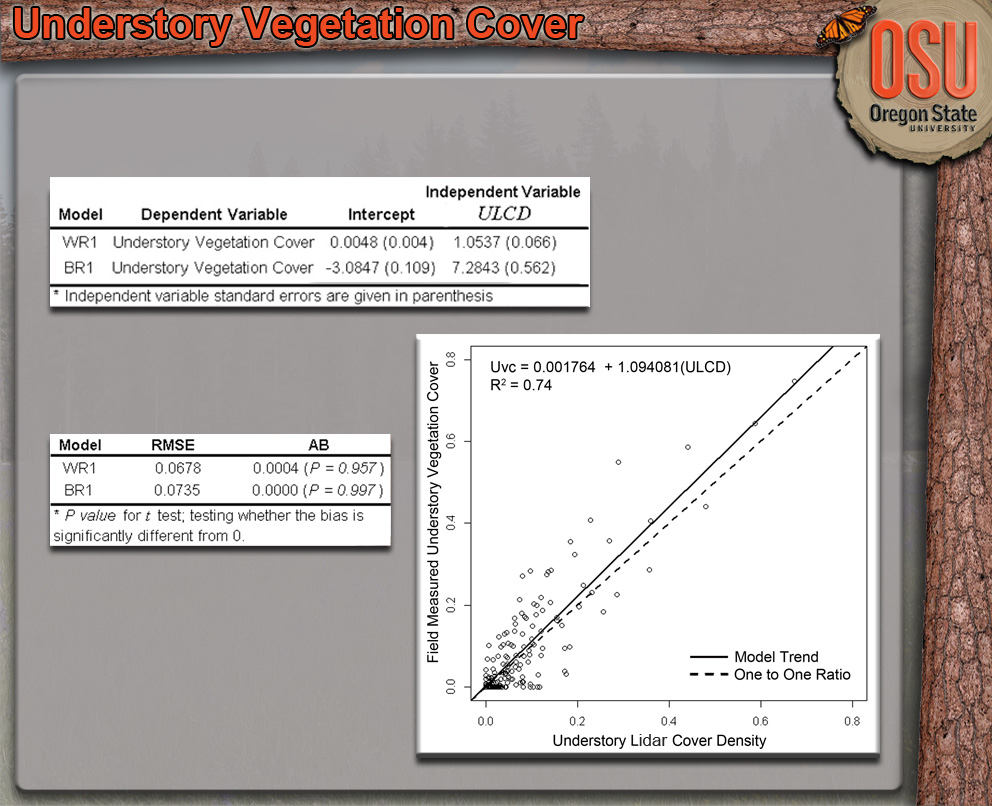 Understory Vegetation Cover
OSU
Oregon State
UNIVERSITY
Independent Variable
Model Dependent Variable Intercept ULCD
WR1 Understory Vegetation Cover 0.0048 (0.004) 1.0537 (0.066)
BR1 Understory Vegetation Cover -3.0847 (0.109) 7.2843 (0.562)
* Independent variable standard errors are given in parenthesis
Model RMSE AB
WR1 0.0678 0.0004 (P = 0.957)
BR1 0.0735 0.0000 (P = 0.997)
* P value for t test; testing whether the bias is
significantly different from 0.
Uvc = 0.001764 + 1.094081(ULCD)
R² = 0.74
Field Measured Understory Vegetation Cover
0.8
0.6
0.4
0.2
0.0
Model Trend
One to One Ratio
0.0 0.2 0.4 0.6 0.8
Understory Lidar Cover Density